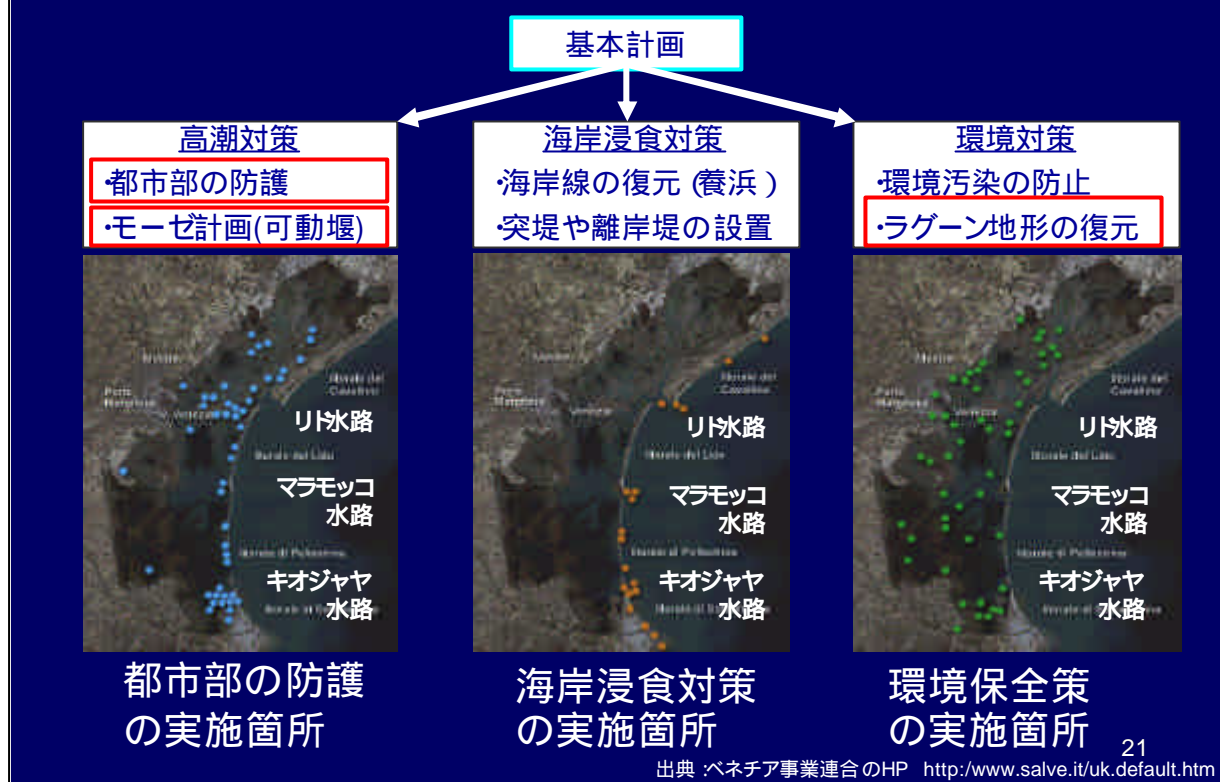 基本計画
高潮対策
・都市部の防護
・モーゼ計画(可動堰)
海岸浸食対策
・海岸線の復元 (養浜 )
・突堤や離岸堤の設置
環境対策
・環境汚染の防止
・ラグーン地形の復元
リド水路
マラモッコ
水路
キオジャヤ
水路
リド水路
マラモッコ
水路
キオジャヤ
水路
リド水路
マラモッコ
水路
キオジャヤ
水路
都市部の防護
の実施箇所
海岸浸食対策
の実施箇所
環境保全策
の実施箇所
21
出典 :ベネチア事業連合のHP http:/www.salve.it/uk.default.htm